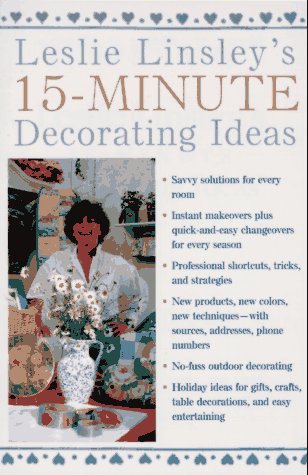 Leslie Linsley's
15-MINUTE
Decorating Ideas
• Savvy solutions for every
room
• Instant makeovers plus
quick-and-easy changeovers
for every season
• Professional shortcuts, tricks,
and strategies
• New products, new colors,
new techniques—with
sources, addresses, phone
numbers
• No-fuss outdoor decorating
• Holiday ideas for gifts, crafts,
table decorations, and easy
entertaining